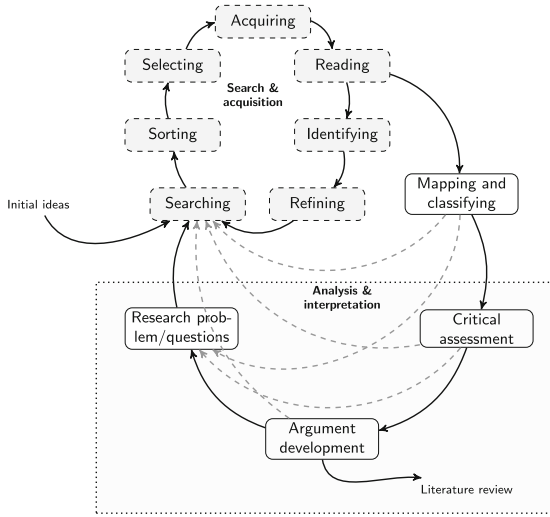 Acquiring
Selecting
Reading
Search &
acquisition
Sorting
Identifying
Initial ideas
Searching
Refining
Mapping and
classifying
Analysis &
interpretation
Research prob-
lem/questions
Critical
assessment
Argument
development
Literature review